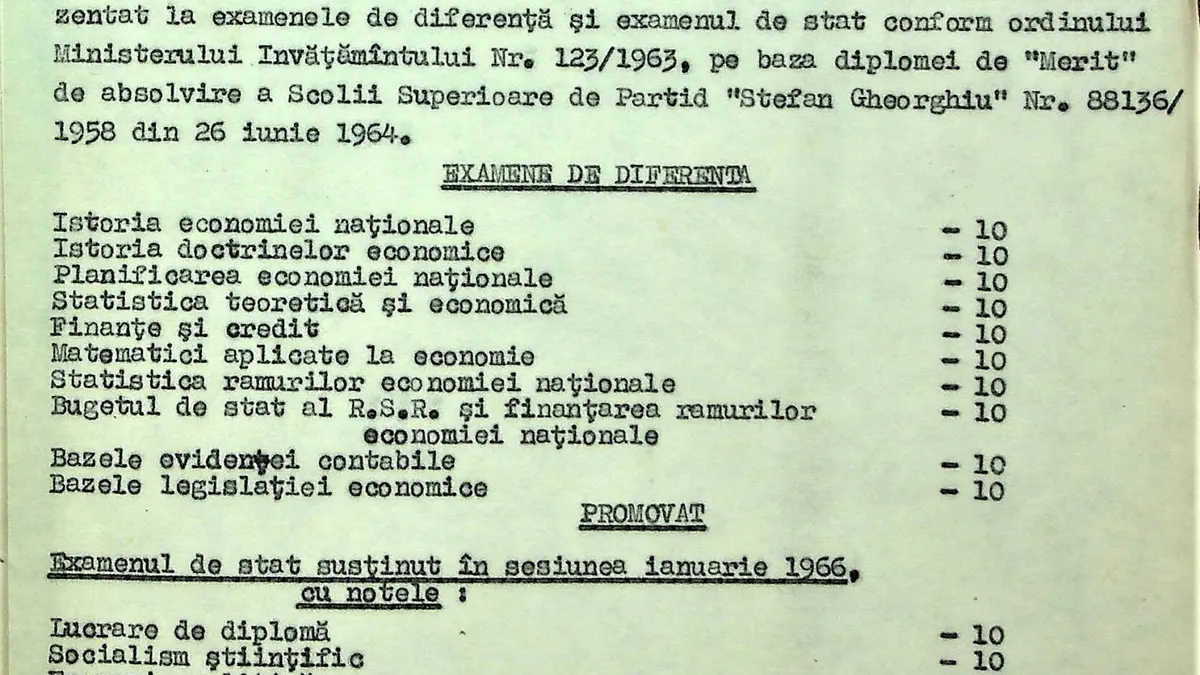 zentat la examenele de diferență și examenul de stat conform ordinului
Ministerului Invățămîntului Nr. 123/1963, pe baza diplomei de "Merit"
de absolvire a Scolii Superioare de Partid "Stefan Gheorghiu" Nr. 88136/
1958 din 26 iunie 1964.
EXAMENE DE DIFERENTA
Istoria economiei naționale - 10
Istoria doctrinelor economice - 10
Planificarea economiei naționale - 10
Statistica teoretică și economică - 10
Finanțe și credit - 10
Matematici aplicate la economie - 10
Statistica ramurilor economiei naționale - 10
Bugetul de stat al R.S.R. și finanțarea ramurilor - 10
economiei naționale
Bazele evidenței contabile - 10
Bazele legislației economice - 10
PROMOVAT
Examenul de stat susținut în sesiunea ianuarie 1966,
cu notele :
Lucrare de diplomă - 10
Socialism științific - 10